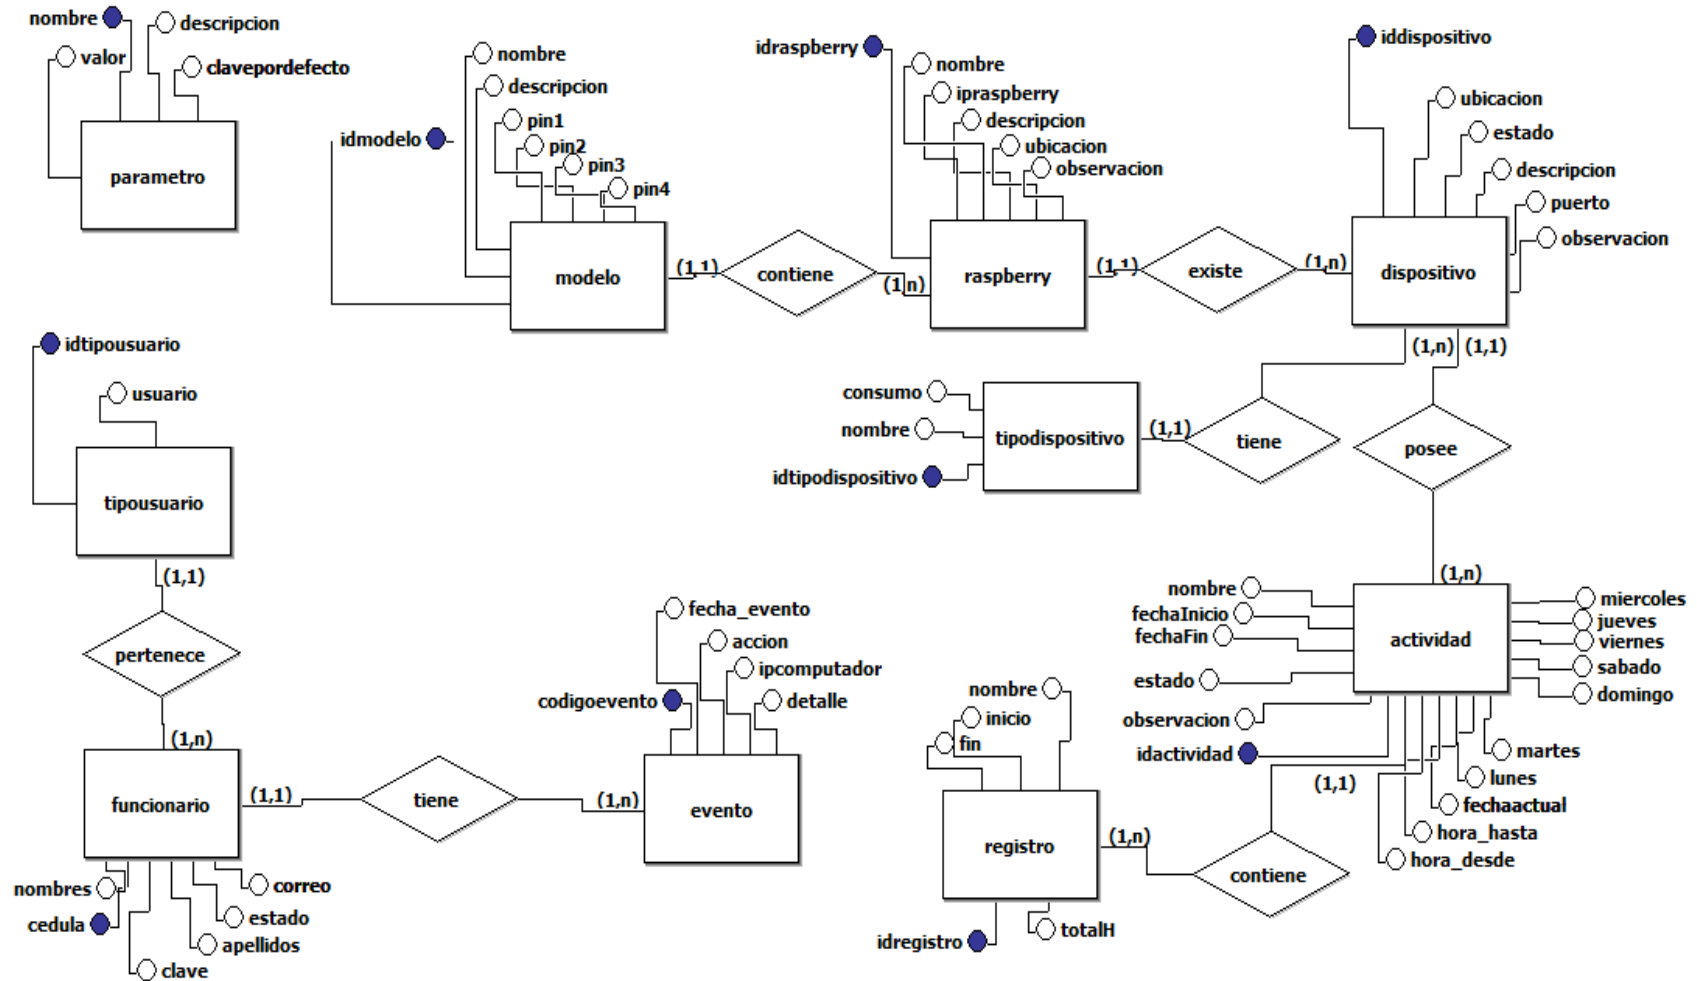 nombre
descripcion
valor
clavepordefecto
parametro
nombre
descripcion
pin1
idmodelo
pin2
pin3
pin4
modelo
(1,1)
contiene
(1,n)
idraspberry
nombre
ipraspberry
descripcion
ubicacion
observacion
raspberry
(1,1)
existe
(1,n)
iddispositivo
ubicacion
estado
descripcion
puerto
observacion
dispositivo
(1,n)
(1,1)
idtipousuario
usuario
tipousuario
(1,1)
pertenece
(1,n)
consumo
nombre
idtipodispositivo
tipodispositivo
(1,1)
tiene
posee
(1,n)
nombre
fechaInicio
fechaFin
estado
observacion
idactividad
actividad
miercoles
jueves
viernes
sabado
domingo
martes
lunes
fechaactual
hora_hasta
hora_desde
(1,1)
contiene
(1,n)
nombre
inicio
fin
registro
idregistro
totalH
fecha_evento
accion
ipcomputador
codigoevento
detalle
evento
(1,n)
tiene
(1,1)
funcionario
nombres
cedula
clave
apellidos
estado
correo